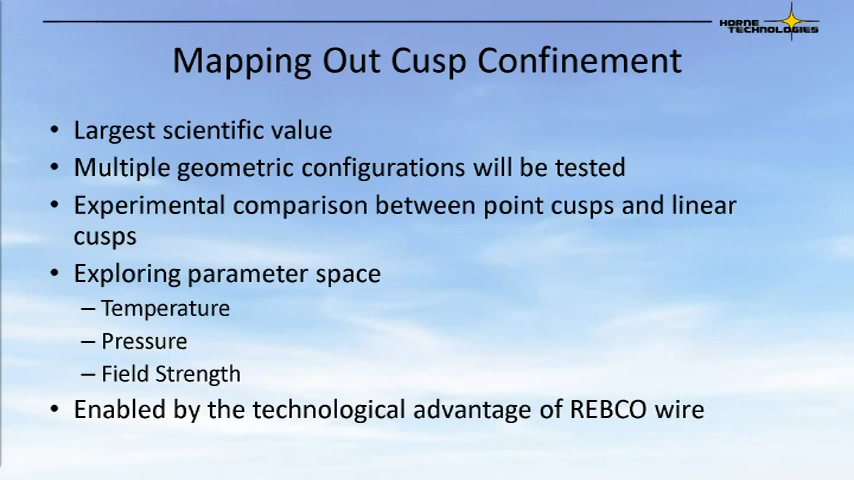 HORNE
TECHNOLOGIES
Mapping Out Cusp Confinement
• Largest scientific value
• Multiple geometric configurations will be tested
• Experimental comparison between point cusps and linear
cusps
• Exploring parameter space
– Temperature
– Pressure
– Field Strength
• Enabled by the technological advantage of REBCO wire